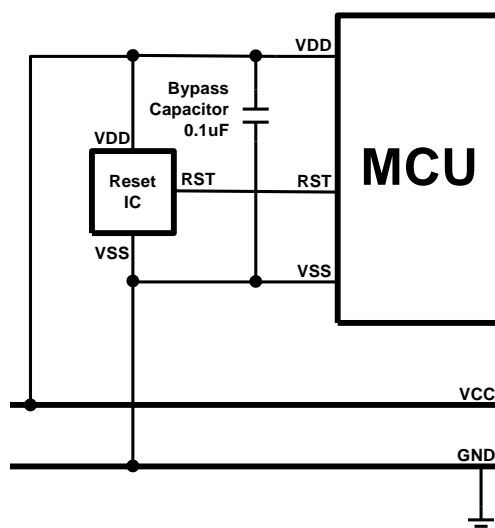 VDD
Bypass
Capacitor
0.1uF
VDD
Reset
IC
RST
RST
MCU
VSS
VSS
VCC
GND